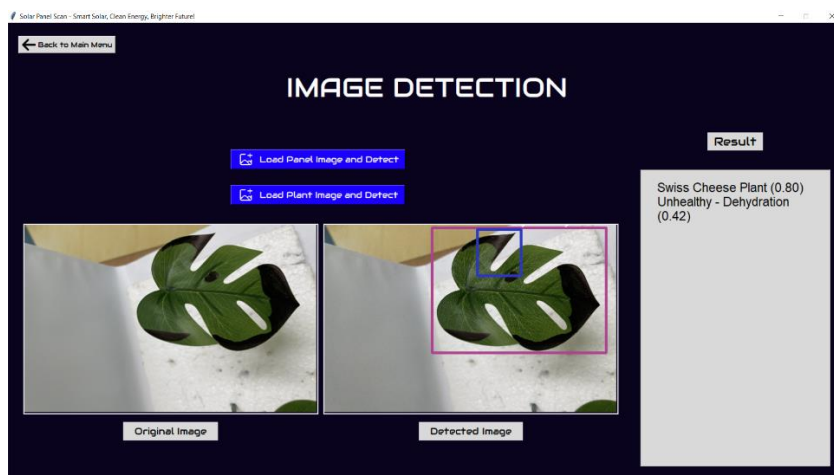 Solar Panel Scan - Smart Solar, Clean Energy, Brighter Future!
Back to Main Menu
IMAGE DETECTION
Result
Load Panel Image and Detect
Load Plant Image and Detect
Swiss Cheese Plant (0.80)
Unhealthy - Dehydration
(0.42)
Original Image
Detected Image